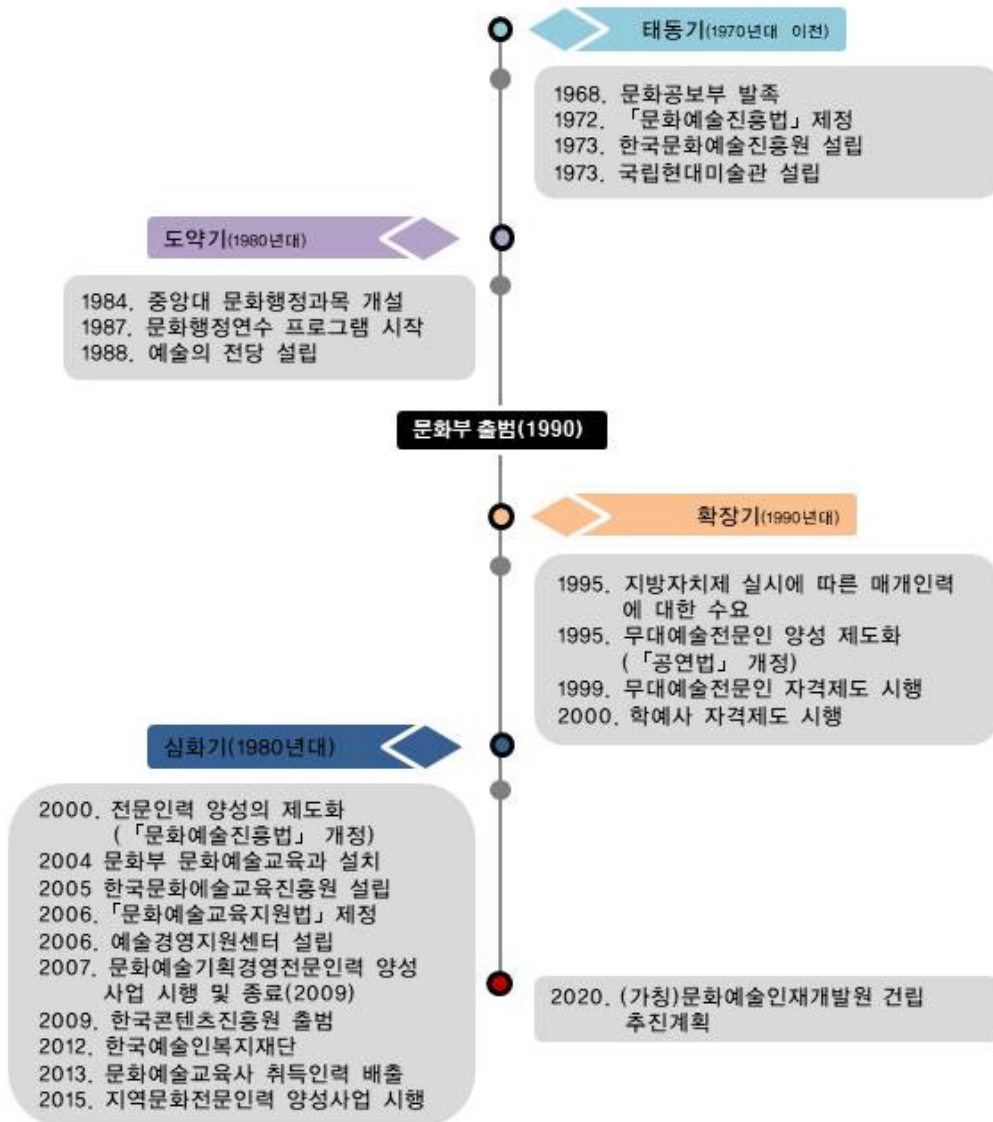 태동기(1970년대 이전)
1968. 문화공보부 발족
1972. 「문화예술진흥법」 제정
1973. 한국문화예술진흥원 설립
1973. 국립현대미술관 설립
도약기(1980년대)
1984. 중앙대 문화행정과목 개설
1987. 문화행정연수 프로그램 시작
1988. 예술의 전당 설립
문화부 출범(1990)
확장기(1990년대)
1995. 지방자치제 실시에 따른 매개인력
에 대한 수요
1995. 무대예술전문인 양성 제도화
(「공연법」 개정)
1999. 무대예술전문인 자격제도 시행
2000. 학예사 자격제도 시행
심화기(1980년대)
2000. 전문인력 양성의 제도화
(「문화예술진흥법」 개정)
2004 문화부 문화예술교육과 설치
2005 한국문화에술교육진흥원 설립
2006.「문화예술교육지원법」 제정
2006. 예술경영지원센터 설립
2007. 문화예술기획경영전문인력 양성
사업 시행 및 종료(2009)
2009. 한국콘텐츠진흥원 출범
2012. 한국예술인복지재단
2013. 문화예술교육사 취득인력 배출
2015. 지역문화전문인력 양성사업 시행
2020. (가칭)문화예술인재개발원 건립
추진계획